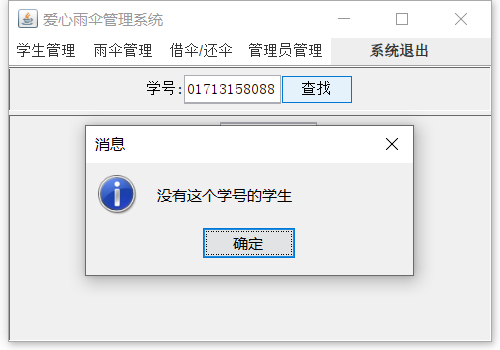 爱心雨伞管理系统
学生管理 雨伞管理 借伞/还伞 管理员管理 系统退出
学号: 01713158088 查找
消息
没有这个学号的学生
确定